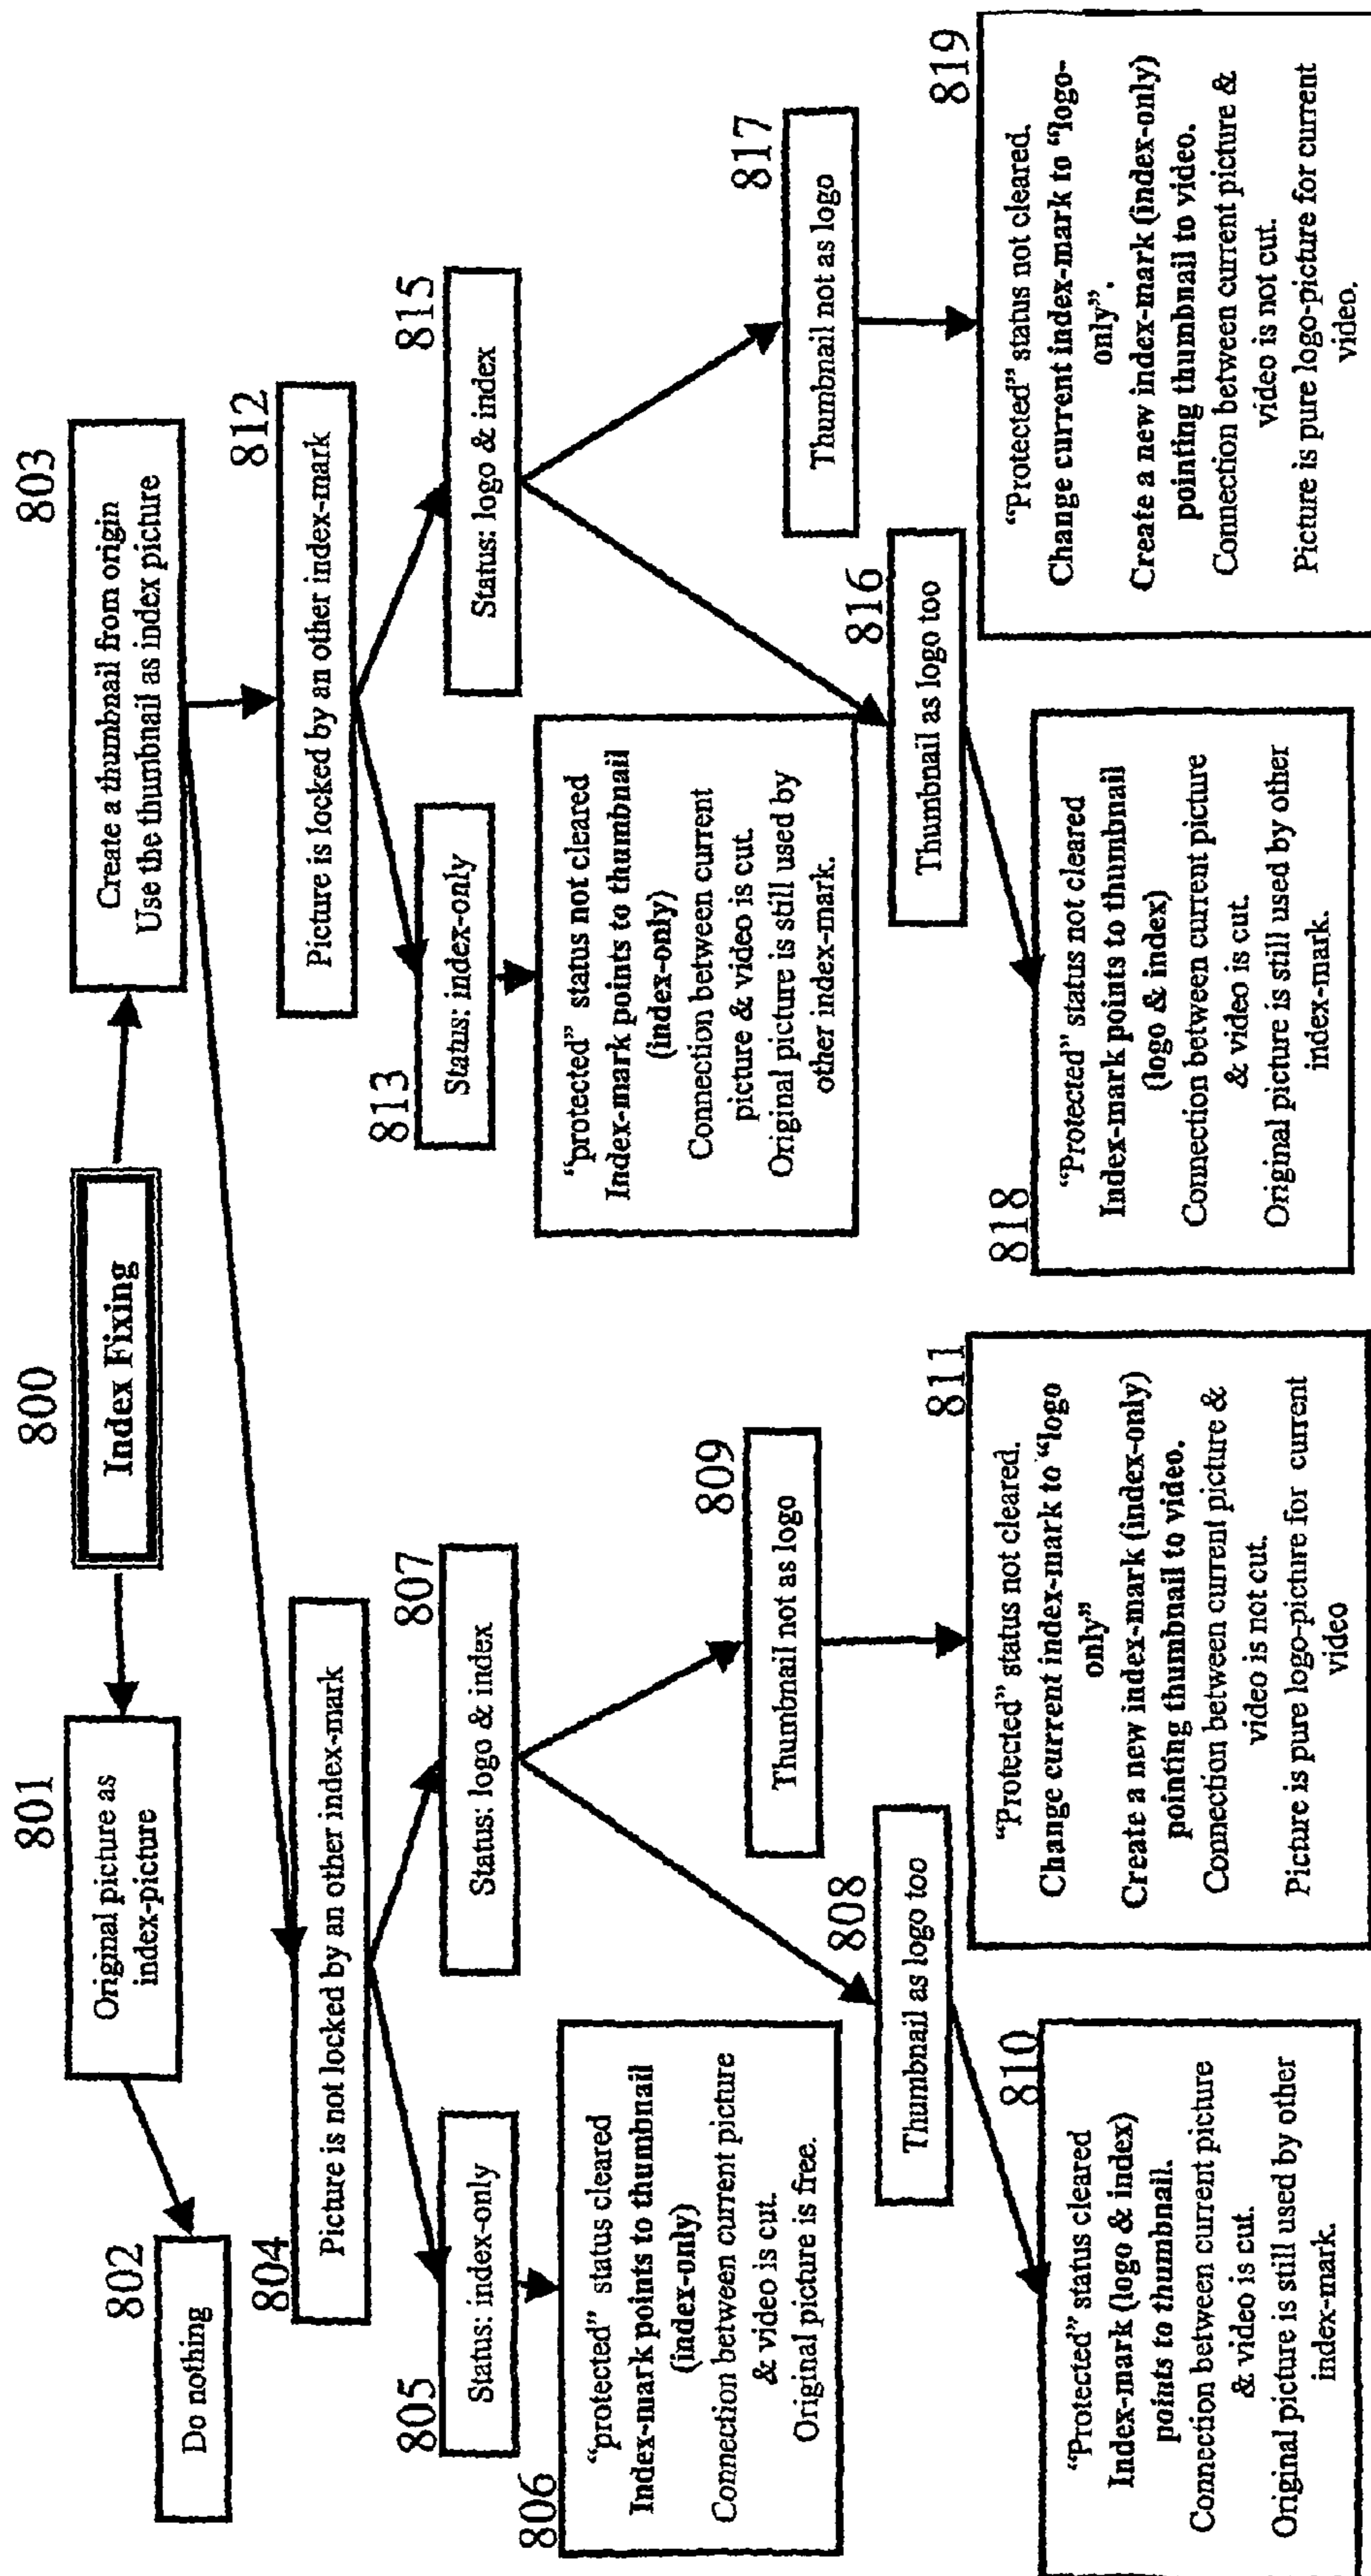 800
Index Fixing
801
Original picture as
index-picture
802
Do nothing
803
Create a thumbnail from origin
Use the thumbnail as index picture
804
Picture is not locked by an other index-mark
805
Status: index-only
806
"protected" status cleared
Index-mark points to thumbnail
(index-only)
Connection between current picture
& video is cut.
Original picture is free.
807
Status: logo & index
808
Thumbnail as logo too
809
Thumbnail not as logo
810
"Protected" status cleared
Index-mark (logo & index)
points to thumbnail.
Connection between current picture
& video is cut.
Original picture is still used by other
index-mark.
811
"Protected" status not cleared.
Change current index-mark to "logo
only"
Create a new index-mark (index-only)
pointing thumbnail to video.
Connection between current picture &
video is not cut.
Picture is pure logo-picture for current
video
812
Picture is locked by an other index-mark
813
Status: index-only
"protected" status not cleared
Index-mark points to thumbnail
(index-only)
Connection between current
picture & video is cut.
Original picture is still used by
other index-mark.
815
Status: logo & index
816
Thumbnail as logo too
817
Thumbnail not as logo
818
"Protected" status not cleared
Index-mark points to thumbnail
(logo & index)
Connection between current picture
& video is cut.
Original picture is still used by other
index-mark.
819
"Protected" status not cleared.
Change current index-mark to "logo-
only".
Create a new index-mark (index-only)
pointing thumbnail to video.
Connection between current picture &
video is not cut.
Picture is pure logo-picture for current
video.